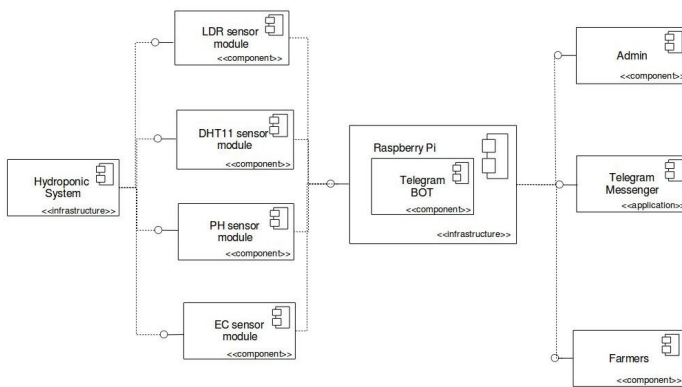 LDR sensor
module
<<component>>
DHT11 sensor
module
<<component>>
Hydroponic
System
<<infrastructure>>
PH sensor
module
<<component>>
EC sensor
module
<<component>>
Raspberry Pi
Telegram
BOT
<<component>>
<<infrastructure>>
Admin
<<component>>
Telegram
Messenger
<<application>>
Farmers
<<component>>